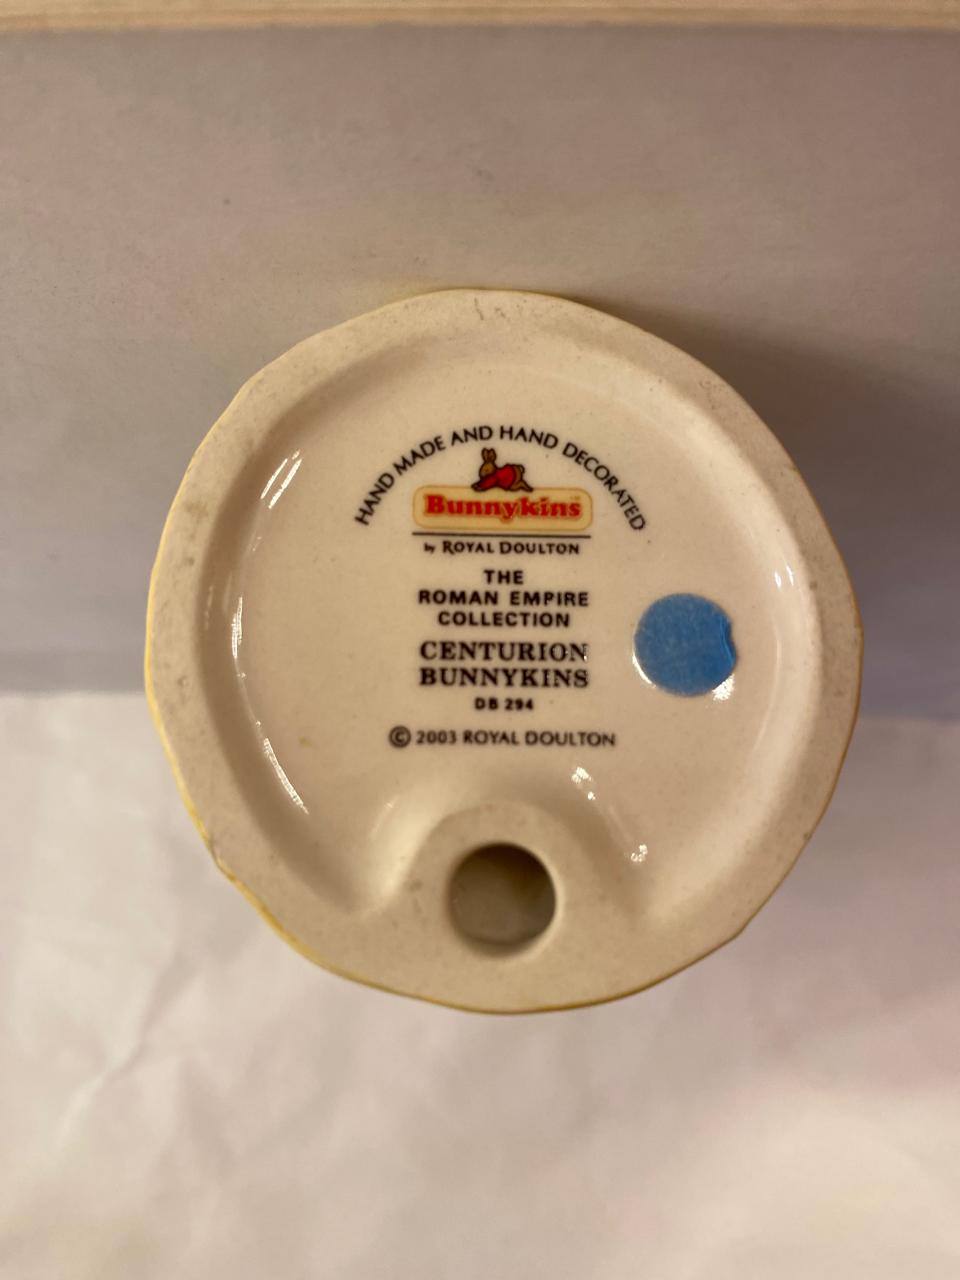 HAND MADE AND HAND DECORATED
Bunnykins™
by ROYAL DOULTON
THE
ROMAN EMPIRE
COLLECTION
CENTURION
BUNNYKINS
DB 294
© 2003 ROYAL DOULTON